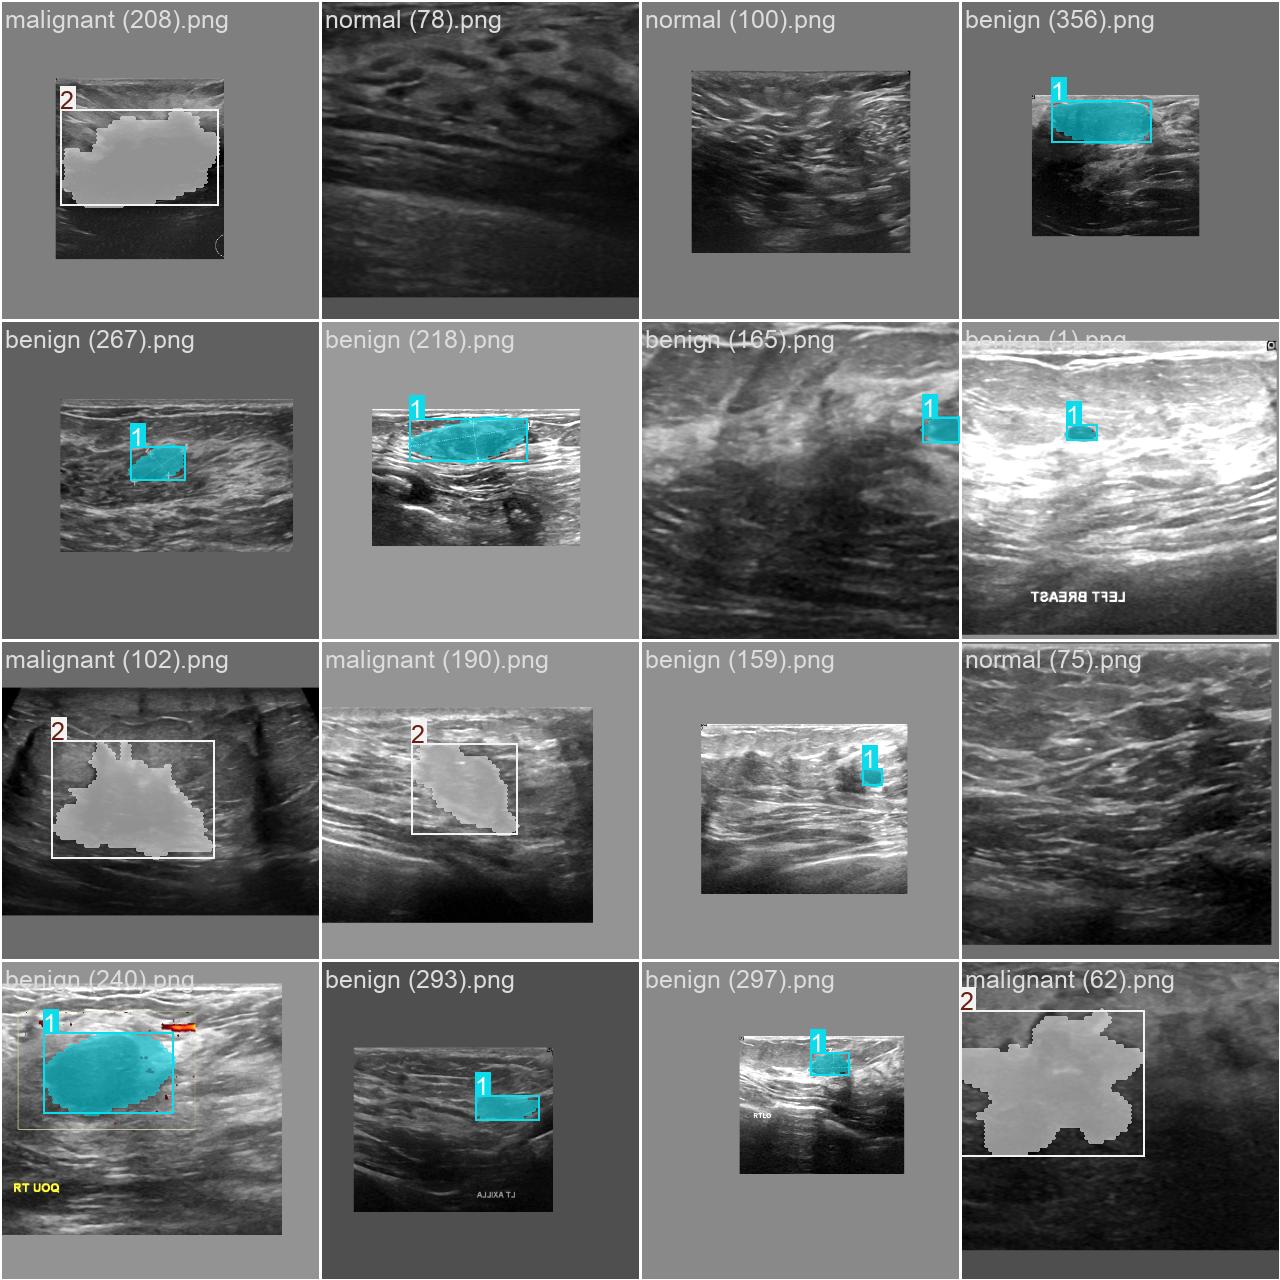 malignant (208).png
normal (78).png
normal (100).png
benign (356).png
2
1
benign (267).png
benign (218).png
benign (165).png
benign (1).png
1
1
1
1
LEFT BREAST
malignant (102).png
malignant (190).png
benign (159).png
normal (75).png
2
2
1
benign (240).png
benign (293).png
benign (297).png
malignant (62).png
1
1
1
2
RT UOQ
LT AXILLA
RTLO